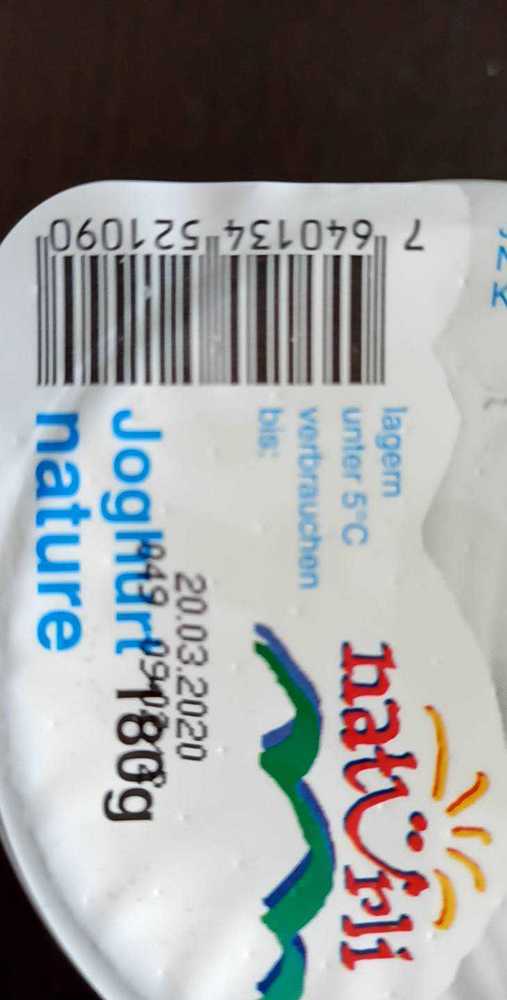 natürli
lagern
unter 5°C
verbrauchen
bis:
20.03.2020
Joghurt 180g
nature
7 640134 521090